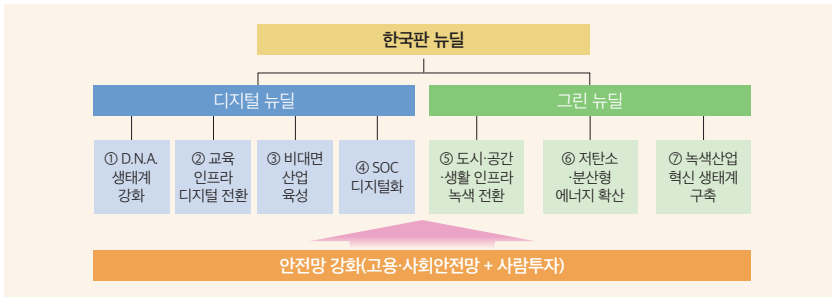 한국판 뉴딜
디지털 뉴딜
그린 뉴딜
① D.N.A.
생태계
강화
② 교육
인프라
디지털 전환
③ 비대면
산업
육성
④ SOC
디지털화
⑤ 도시·공간
·생활 인프라
녹색 전환
⑥ 저탄소
·분산형
에너지 확산
⑦ 녹색산업
혁신 생태계
구축
안전망 강화(고용·사회안전망 + 사람투자)